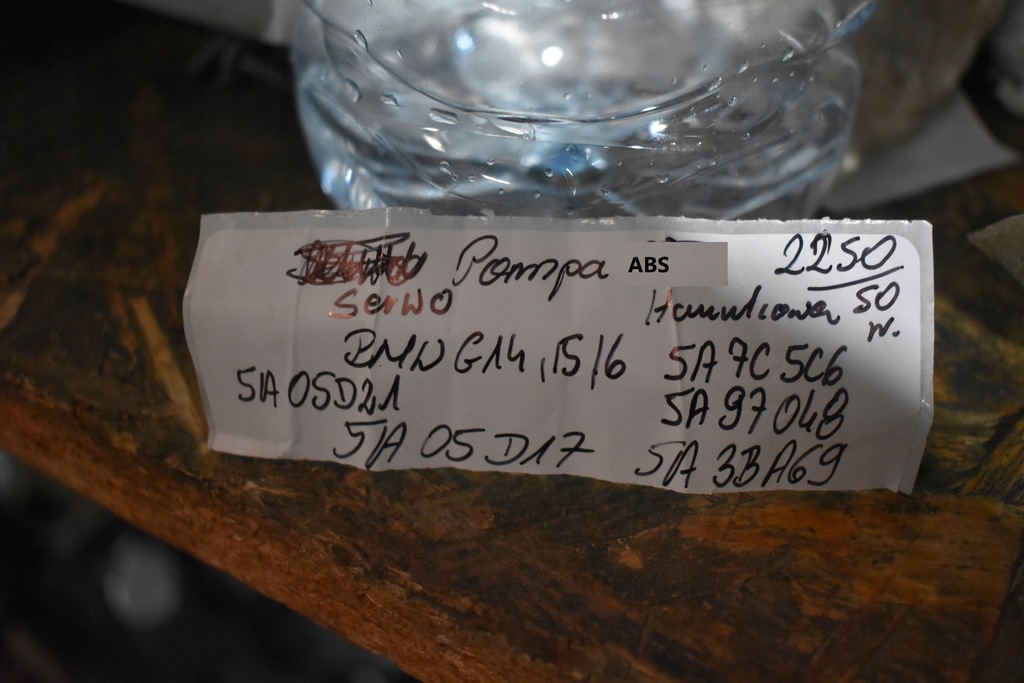 Pompa ABS 2250
Serwo Hamulcowa 50
BMW G14, 15/6 5A7C5C6
5A05D21 5A97048
5A05D17 5A3BA69